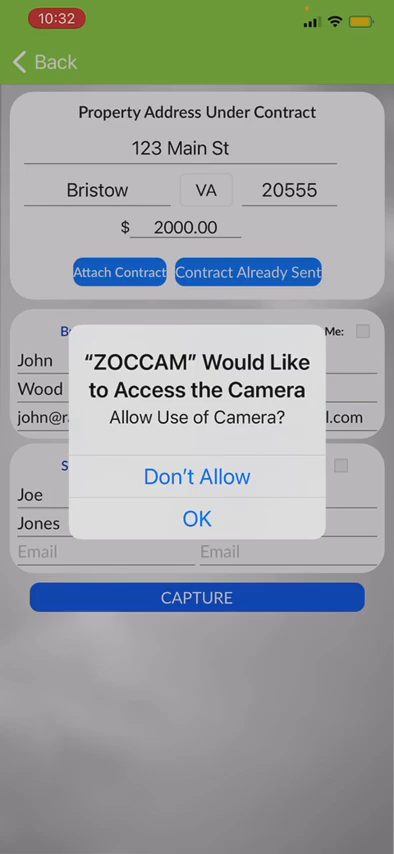 10:32
Back
Property Address Under Contract
123 Main St
Bristow VA 20555
$ 2000.00
Attach Contract Contract Already Sent
Me:
John
Wood
john@r l.com
“ZOCCAM” Would Like
to Access the Camera
Allow Use of Camera?
Don’t Allow
OK
Joe
Jones
Email Email
CAPTURE